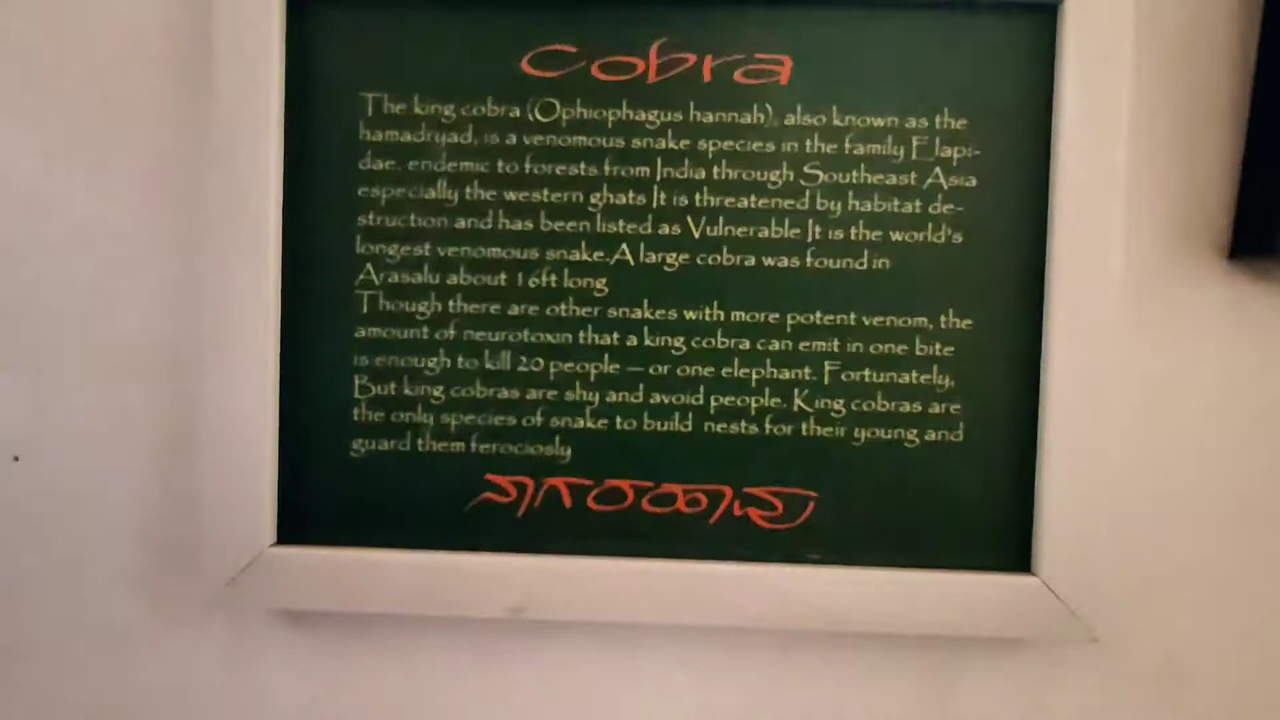 Cobra
The king cobra (Ophiophagus hannah), also known as the
hamadryad, is a venomous snake species in the family Elapi-
dae, endemic to forests from India through Southeast Asia
especially the western ghats It is threatened by habitat de-
struction and has been listed as Vulnerable It is the world's
longest venomous snake.A large cobra was found in
Arasalu about 16ft long
Though there are other snakes with more potent venom, the
amount of neurotoxin that a king cobra can emit in one bite
is enough to kill 20 people – or one elephant. Fortunately,
But king cobras are shy and avoid people. King cobras are
the only species of snake to build nests for their young and
guard them ferociosly
ನಾಗರಹಾವು